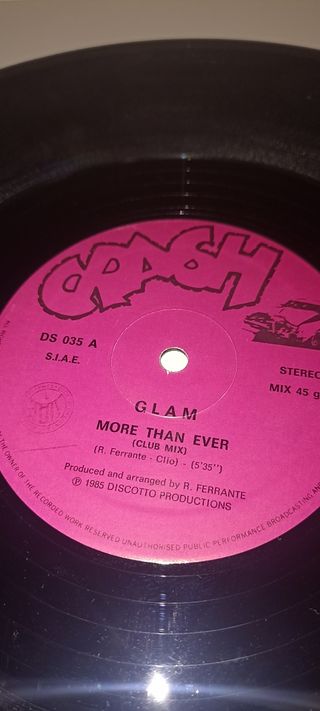 CRASH
DS 035 A
S.I.A.E.
STEREO
MIX 45 g
GLAM
MORE THAN EVER
(CLUB MIX)
(R. Ferrante - Clio) - (5'35")
Produced and arranged by R. FERRANTE
℗ 1985 DISCOTTO PRODUCTIONS
OF THE OWNER OF THE RECORDED WORK RESERVED UNAUTHORISED PUBLIC PERFORMANCE BROADCASTING AND